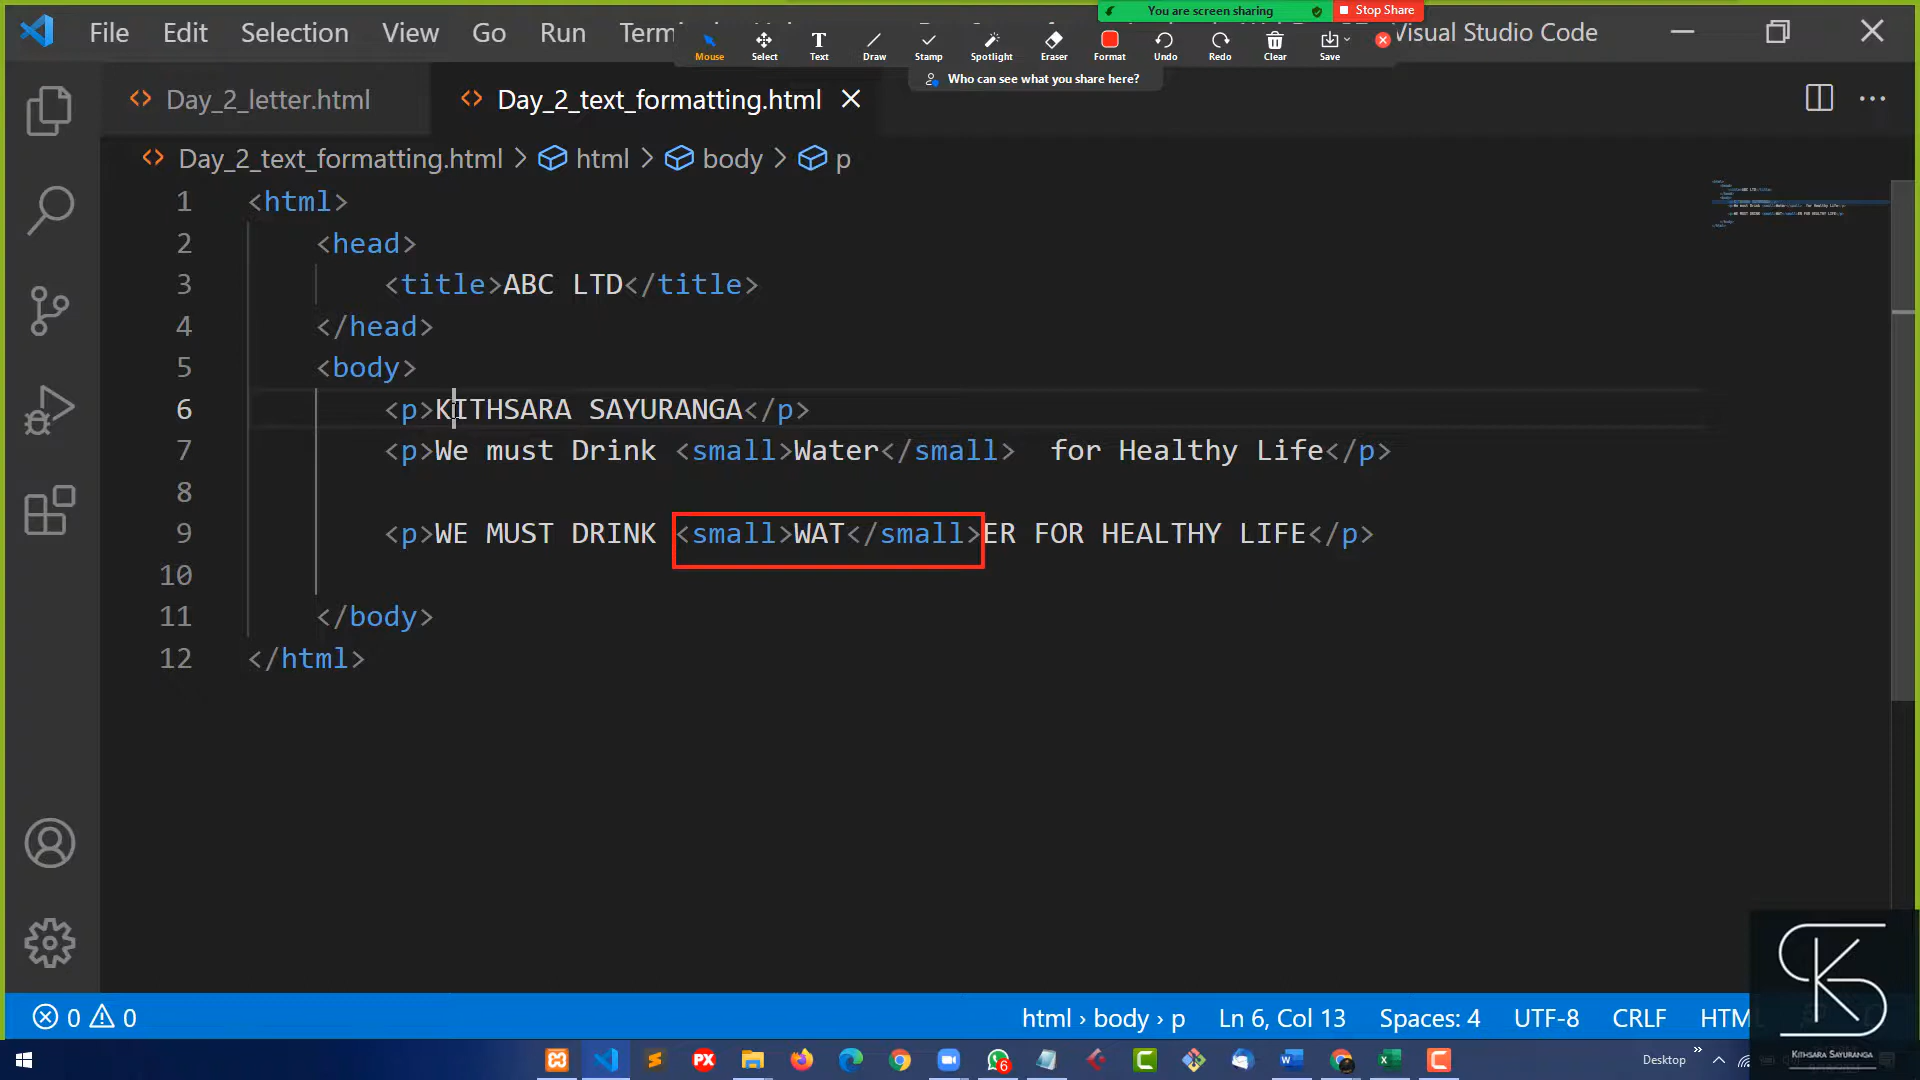 You are screen sharing Stop Share
File Edit Selection View Go Run Visual Studio Code
Mouse Select Text Draw Stamp Spotlight Eraser Format Undo Redo Clear Save
Who can see what you share here?
Day_2_letter.html Day_2_text_formatting.html
Day_2_text_formatting.html > html > body > p
1 <html>
2 <head>
3 <title>ABC LTD</title>
4 </head>
5 <body>
6 <p>KITHSARA SAYURANGA</p>
7 <p>We must Drink <small>Water</small>  for Healthy Life</p>
8
9 <p>WE MUST DRINK <small>WAT</small>ER FOR HEALTHY LIFE</p>
10
11 </body>
12 </html>
0 0 html › body › p Ln 6, Col 13 Spaces: 4 UTF-8 CRLF
KITHSARA SAYURANGA
PX 6 Desktop